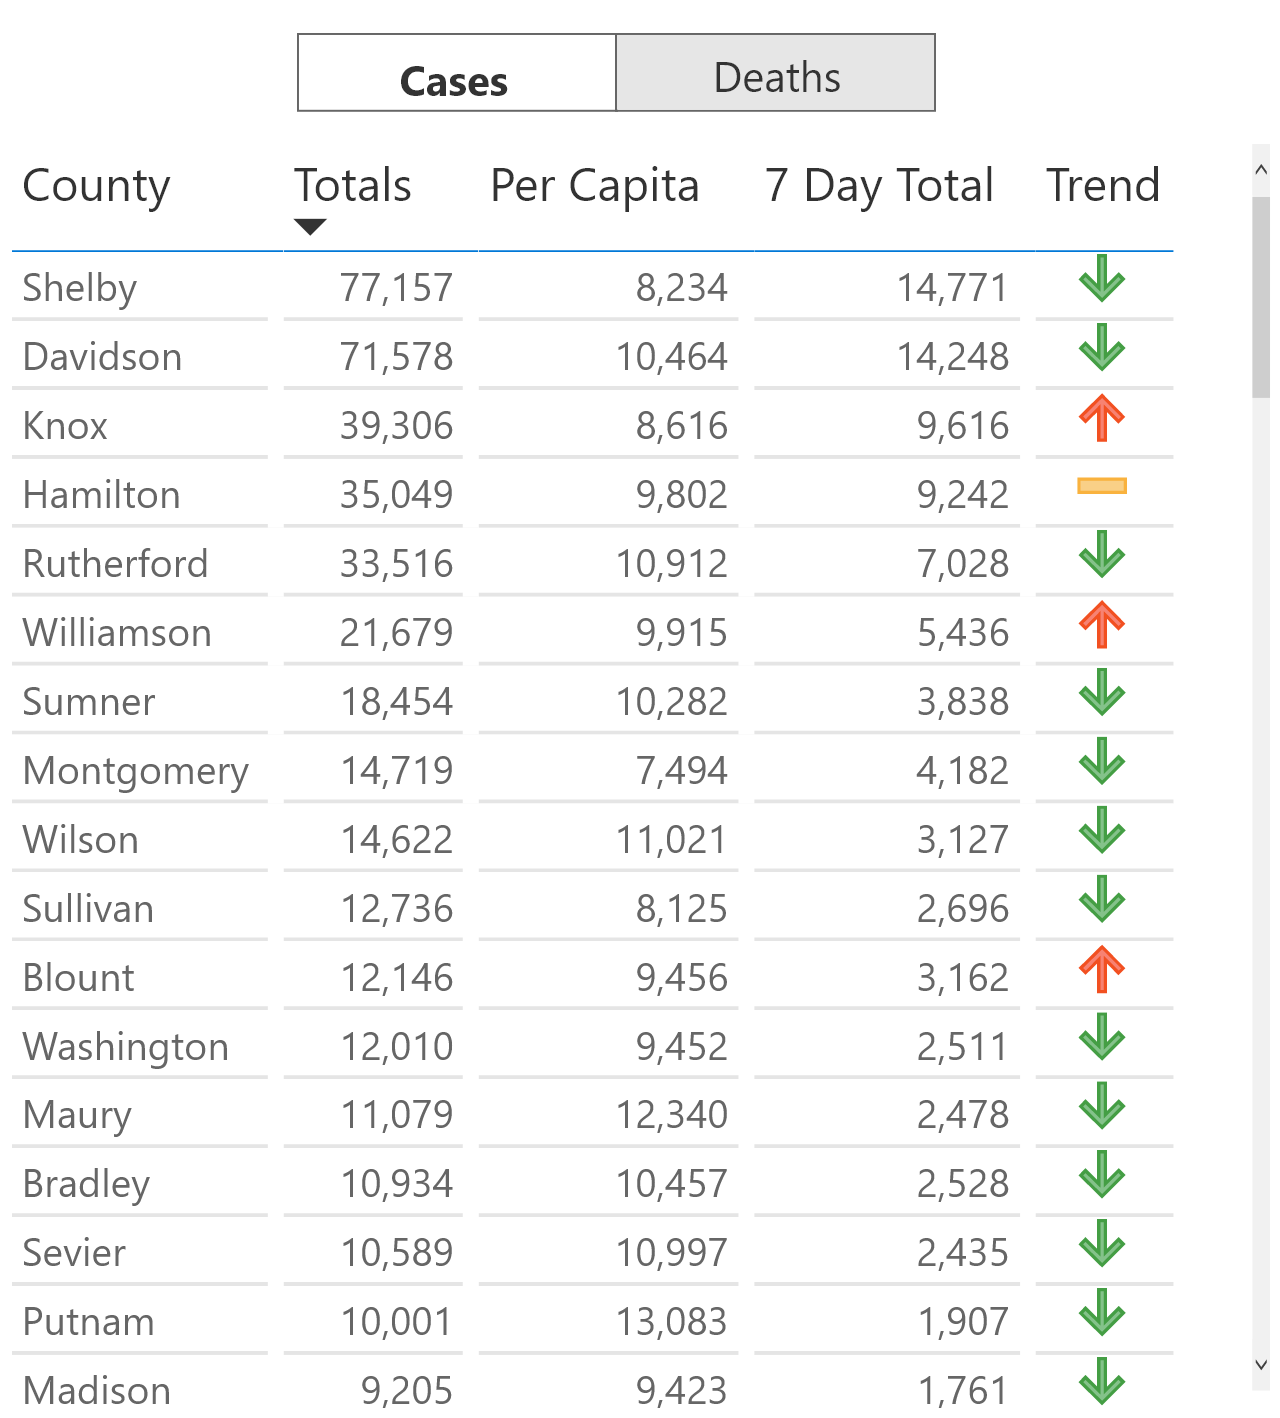 Cases Deaths
County Totals Per Capita 7 Day Total Trend
Shelby 77,157 8,234 14,771
Davidson 71,578 10,464 14,248
Knox 39,306 8,616 9,616
Hamilton 35,049 9,802 9,242
Rutherford 33,516 10,912 7,028
Williamson 21,679 9,915 5,436
Sumner 18,454 10,282 3,838
Montgomery 14,719 7,494 4,182
Wilson 14,622 11,021 3,127
Sullivan 12,736 8,125 2,696
Blount 12,146 9,456 3,162
Washington 12,010 9,452 2,511
Maury 11,079 12,340 2,478
Bradley 10,934 10,457 2,528
Sevier 10,589 10,997 2,435
Putnam 10,001 13,083 1,907
Madison 9,205 9,423 1,761